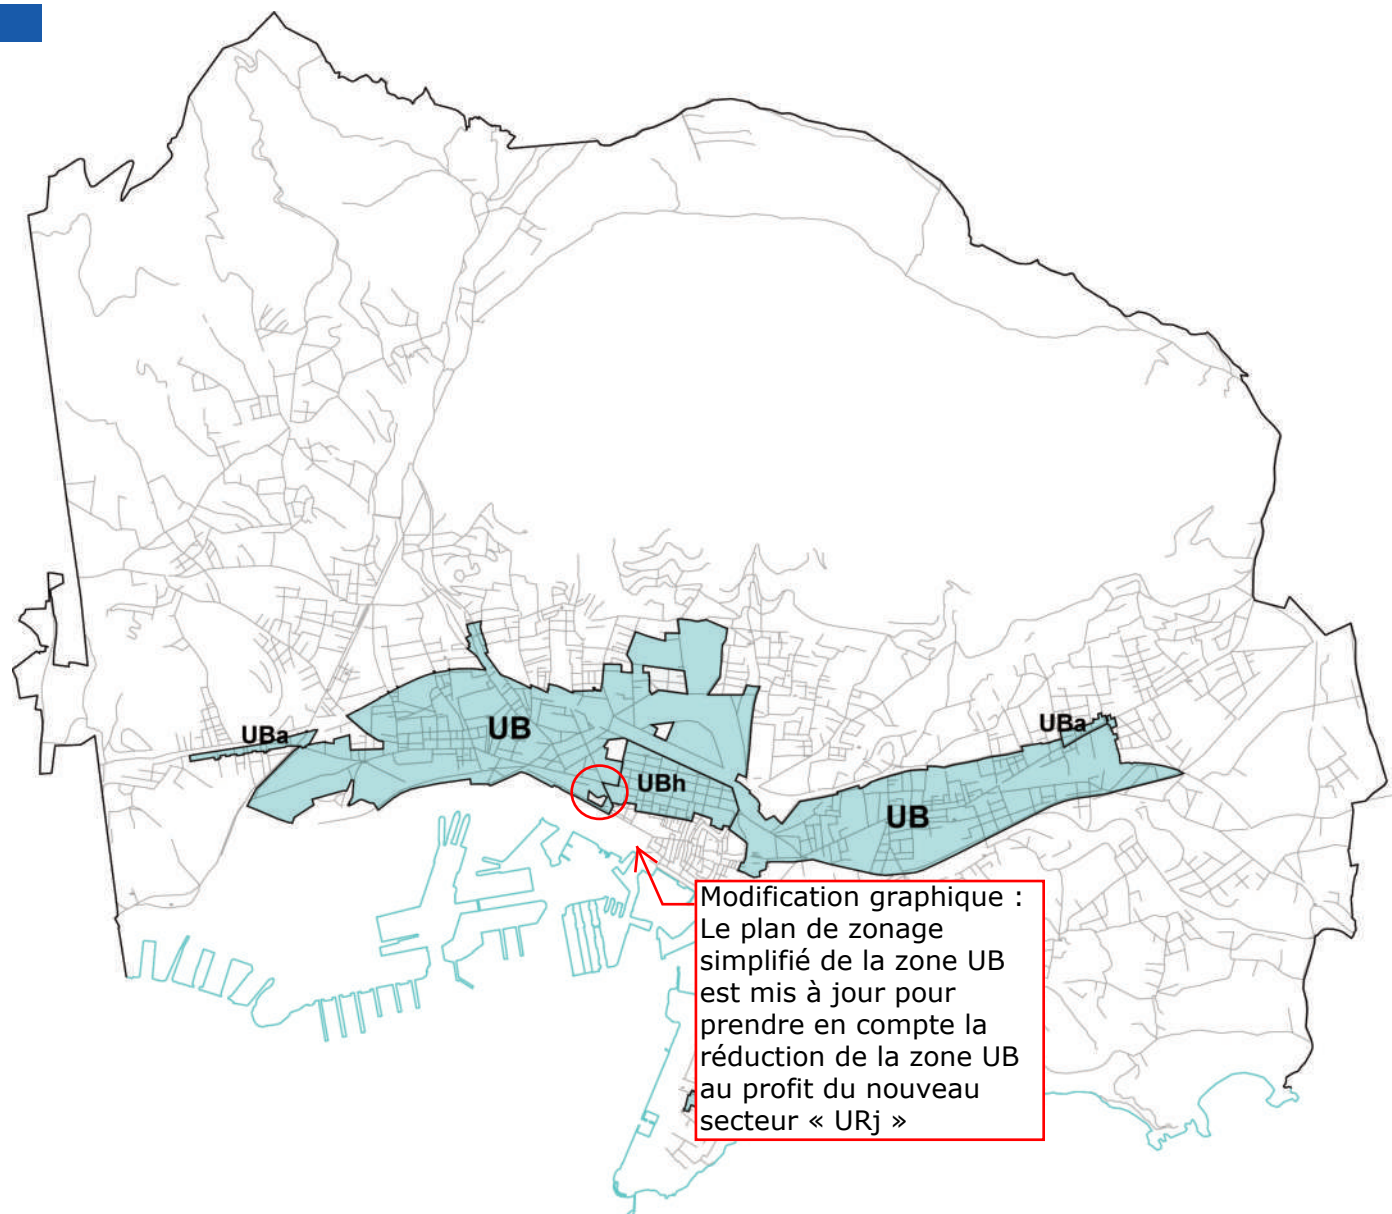 UBa
UB
UBa
UBh
UB
Modification graphique :
Le plan de zonage
simplifié de la zone UB
est mis à jour pour
prendre en compte la
réduction de la zone UB
au profit du nouveau
secteur « URj »